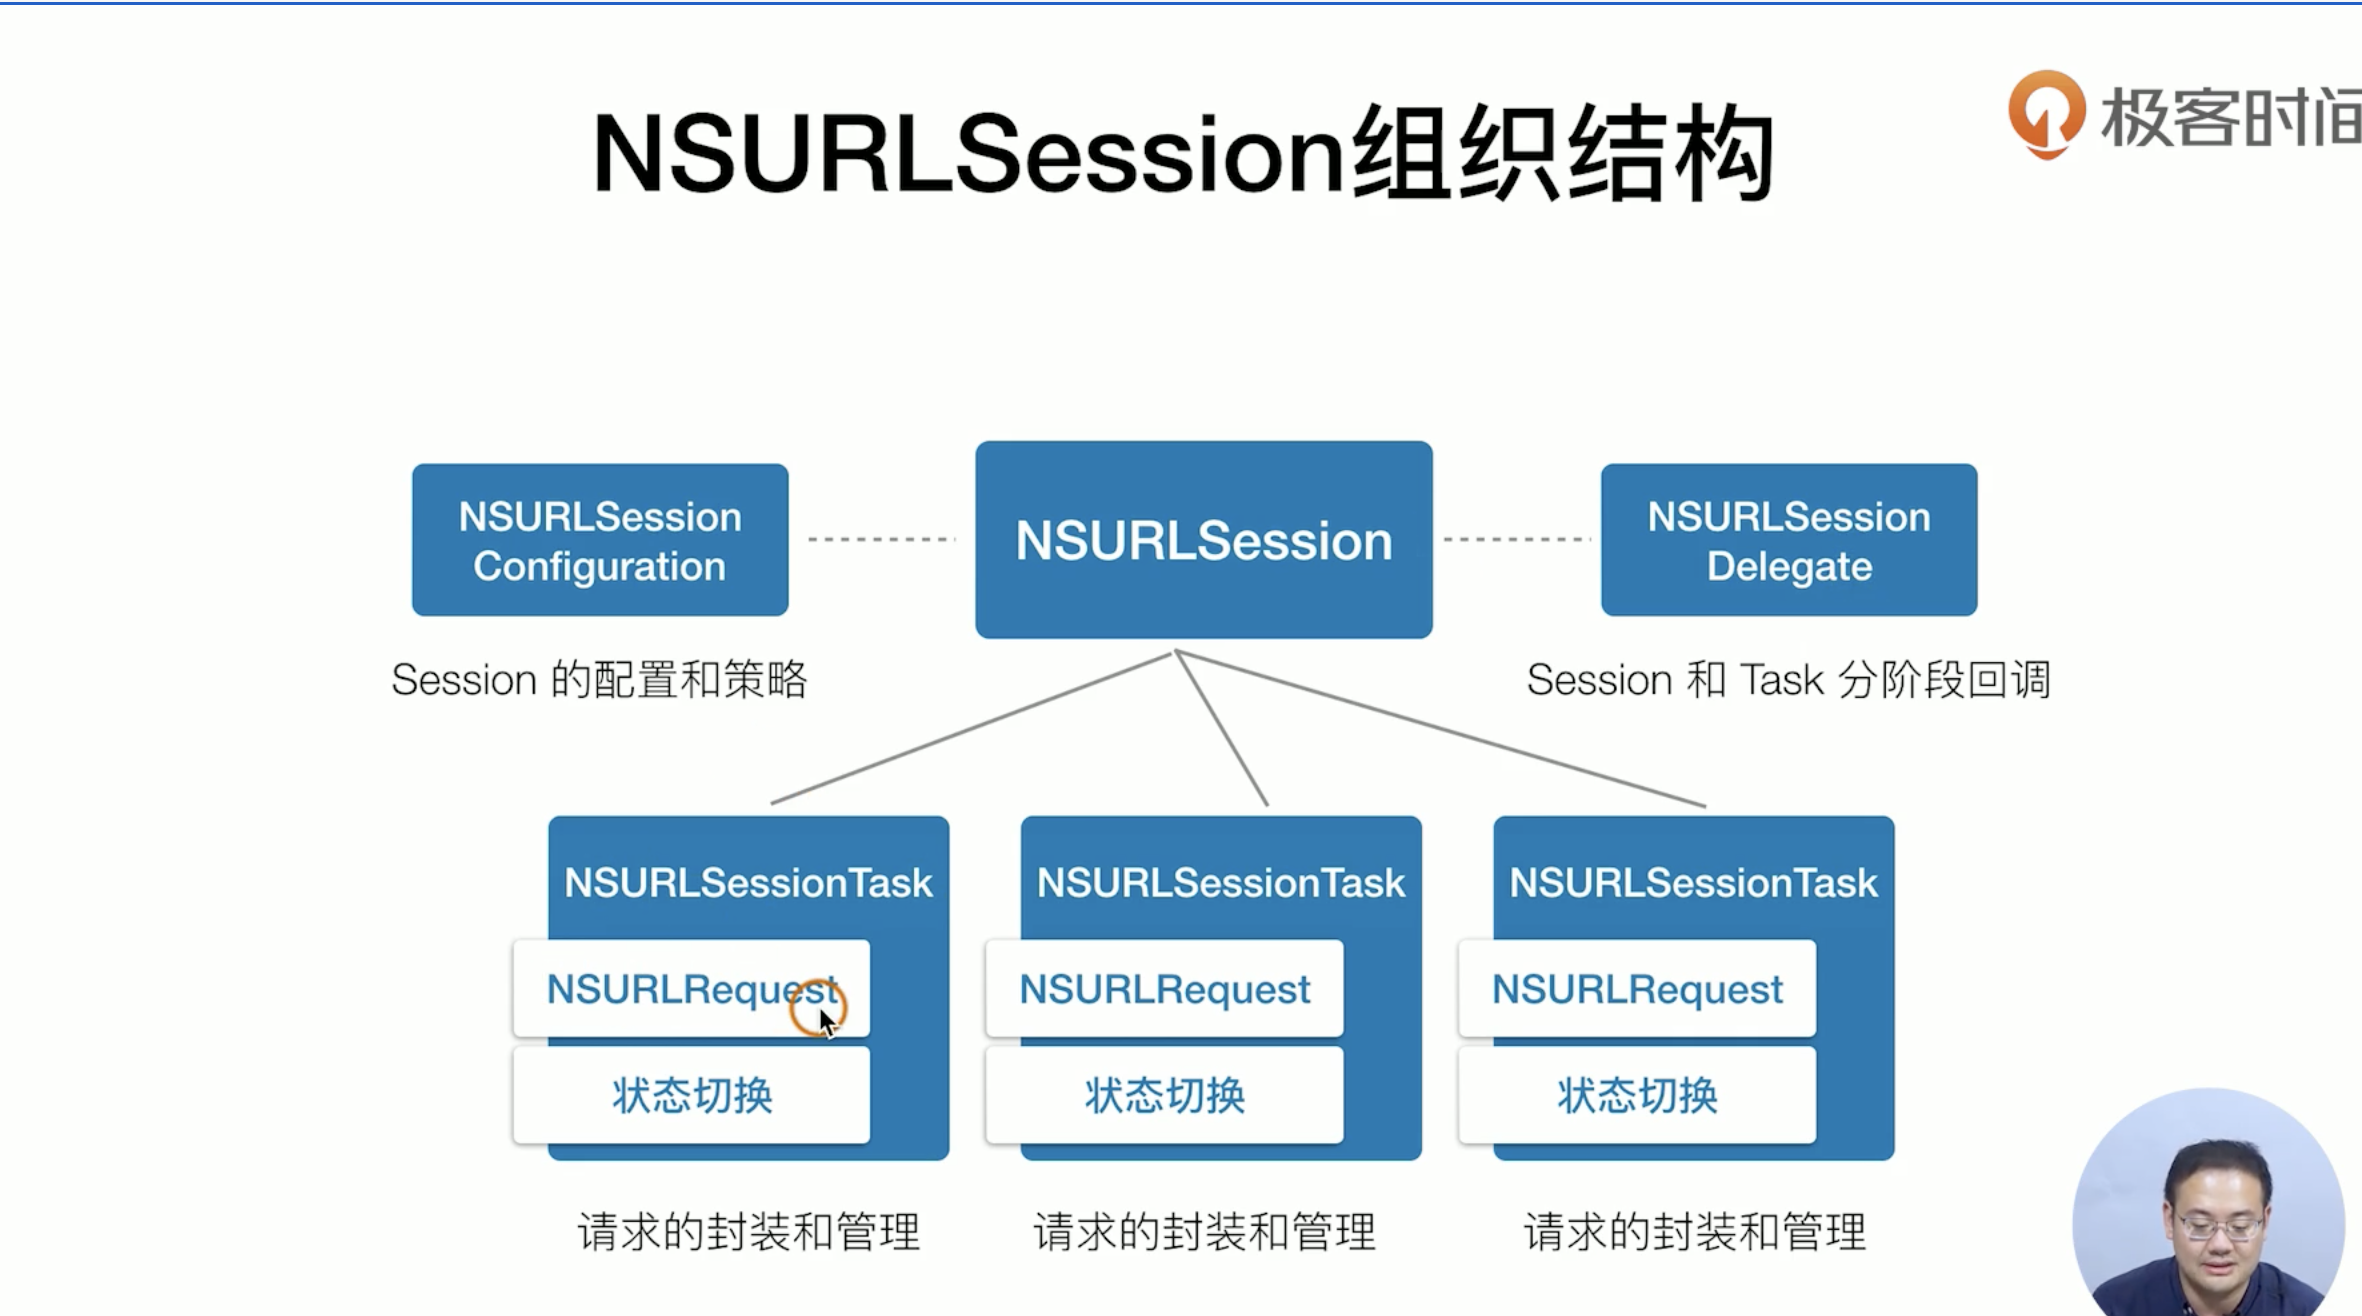 NSURLSession组织结构
极客时间
NSURLSession
Configuration
NSURLSession
NSURLSession
Delegate
Session 的配置和策略
Session 和 Task 分阶段回调
NSURLSessionTask
NSURLSessionTask
NSURLSessionTask
NSURLRequest
NSURLRequest
NSURLRequest
状态切换
状态切换
状态切换
请求的封装和管理
请求的封装和管理
请求的封装和管理